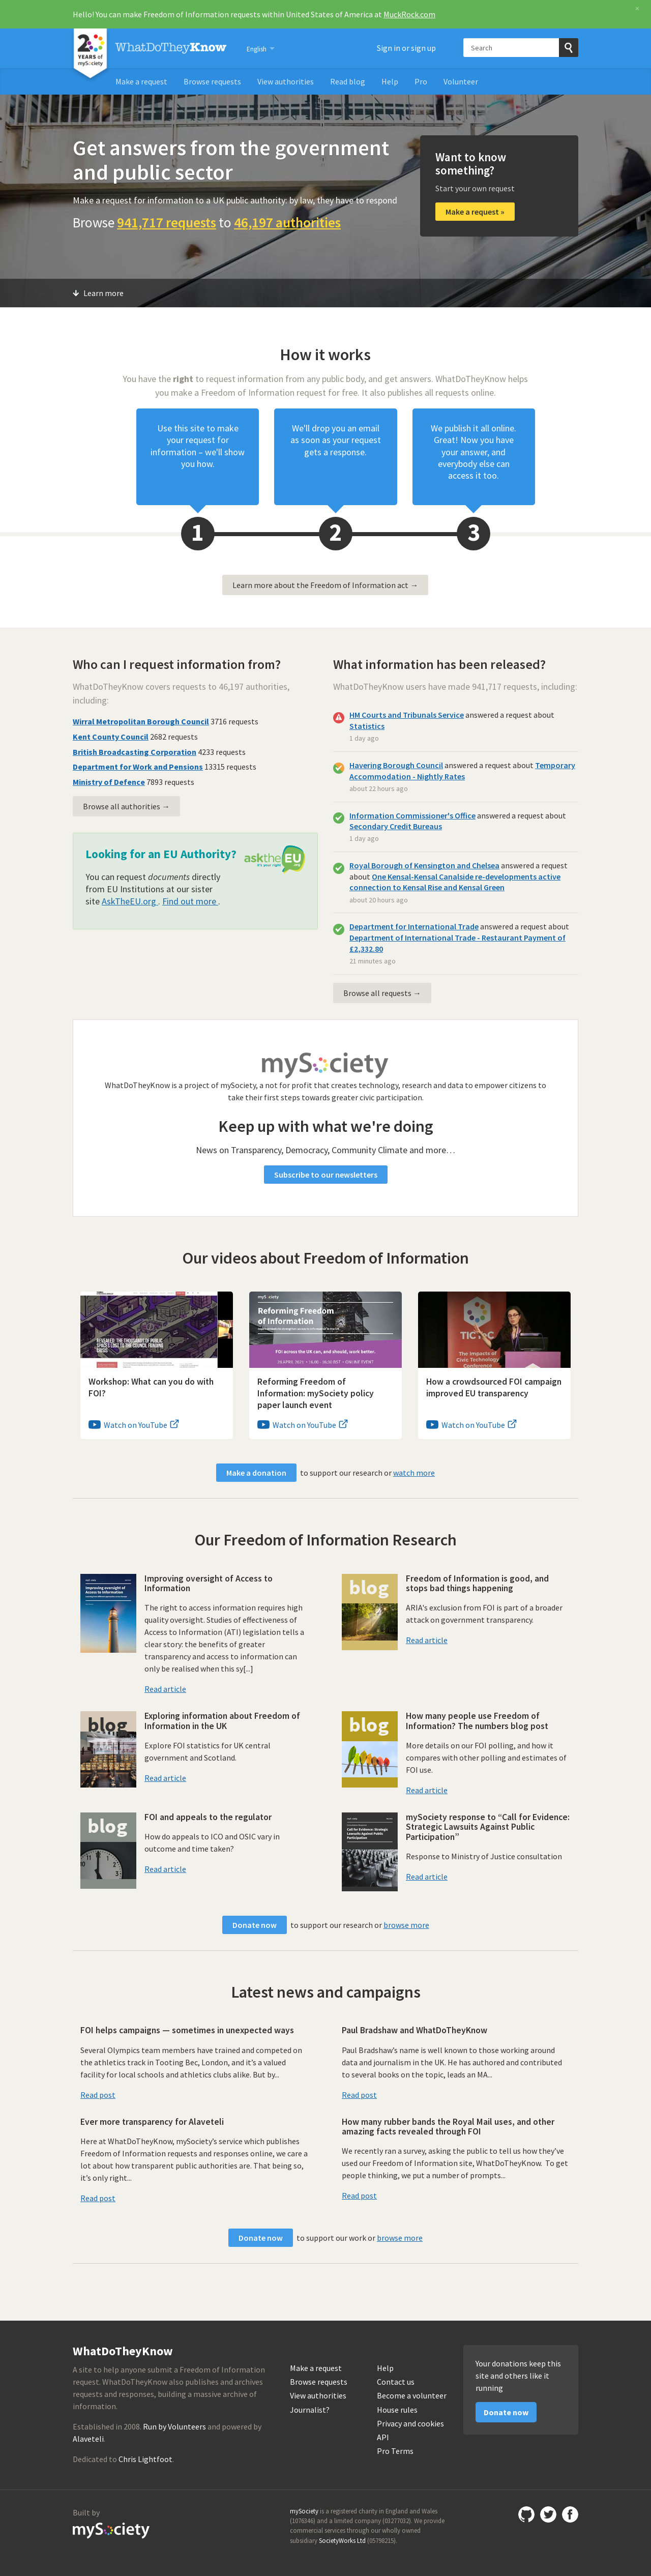 Hello! You can make Freedom of Information requests within United States of America at MuckRock.com
×
20
YEARS of
mySociety
WhatDoTheyKnow
English
Sign in or sign up
Search
Make a request
Browse requests
View authorities
Read blog
Help
Pro
Volunteer
Get answers from the government
and public sector
Make a request for information to a UK public authority: by law, they have to respond
Browse 941,717 requests to 46,197 authorities
Want to know
something?
Start your own request
Make a request »
Learn more
How it works
You have the right to request information from any public body, and get answers. WhatDoTheyKnow helps
you make a Freedom of Information request for free. It also publishes all requests online.
Use this site to make
your request for
information – we'll show
you how.
We'll drop you an email
as soon as your request
gets a response.
We publish it all online.
Great! Now you have
your answer, and
everybody else can
access it too.
1
2
3
Learn more about the Freedom of Information act →
Who can I request information from?
WhatDoTheyKnow covers requests to 46,197 authorities,
including:
Wirral Metropolitan Borough Council 3716 requests
Kent County Council 2682 requests
British Broadcasting Corporation 4233 requests
Department for Work and Pensions 13315 requests
Ministry of Defence 7893 requests
Browse all authorities →
Looking for an EU Authority?
You can request documents directly
from EU Institutions at our sister
site AskTheEU.org . Find out more .
asktheEU
What information has been released?
WhatDoTheyKnow users have made 941,717 requests, including:
HM Courts and Tribunals Service answered a request about
Statistics
1 day ago
Havering Borough Council answered a request about Temporary
Accommodation - Nightly Rates
about 22 hours ago
Information Commissioner's Office answered a request about
Secondary Credit Bureaus
1 day ago
Royal Borough of Kensington and Chelsea answered a request
about One Kensal-Kensal Canalside re-developments active
connection to Kensal Rise and Kensal Green
about 20 hours ago
Department for International Trade answered a request about
Department of International Trade - Restaurant Payment of
£2,332.80
21 minutes ago
Browse all requests →
mySociety
WhatDoTheyKnow is a project of mySociety, a not for profit that creates technology, research and data to empower citizens to
take their first steps towards greater civic participation.
Keep up with what we're doing
News on Transparency, Democracy, Community Climate and more…
Subscribe to our newsletters
Our videos about Freedom of Information
REVEALED: THE THOUSANDS OF PUBLIC
SPACES LOST TO THE COUNCIL FUNDING
CRISIS
Workshop: What can you do with
FOI?
Watch on YouTube
mySociety
Reforming Freedom
of Information
FOI across the UK can, and should, work better.
Reforming Freedom of
Information: mySociety policy
paper launch event
Watch on YouTube
TICTeC
The Impacts of
Civic Technology
How a crowdsourced FOI campaign
improved EU transparency
Watch on YouTube
Make a donation to support our research or watch more
Our Freedom of Information Research
Improving oversight of
Access to Information
Improving oversight of Access to
Information
The right to access information requires high
quality oversight. Studies of effectiveness of
Access to Information (ATI) legislation tells a
clear story: the benefits of greater
transparency and access to information can
only be realised when this sy[...]
Read article
blog
Freedom of Information is good, and
stops bad things happening
ARIA's exclusion from FOI is part of a broader
attack on government transparency.
Read article
blog
Exploring information about Freedom of
Information in the UK
Explore FOI statistics for UK central
government and Scotland.
Read article
blog
How many people use Freedom of
Information? The numbers blog post
More details on our FOI polling, and how it
compares with other polling and estimates of
FOI use.
Read article
blog
FOI and appeals to the regulator
How do appeals to ICO and OSIC vary in
outcome and time taken?
Read article
mySociety response to “Call for Evidence:
Strategic Lawsuits Against Public
Participation”
Response to Ministry of Justice consultation
Read article
Donate now to support our research or browse more
Latest news and campaigns
FOI helps campaigns — sometimes in unexpected ways
Several Olympics team members have trained and competed on
the athletics track in Tooting Bec, London, and it’s a valued
facility for local schools and athletics clubs alike. But by...
Read post
Paul Bradshaw and WhatDoTheyKnow
Paul Bradshaw’s name is well known to those working around
data and journalism in the UK. He has authored and contributed
to several books on the topic, leads an MA...
Read post
Ever more transparency for Alaveteli
Here at WhatDoTheyKnow, mySociety’s service which publishes
Freedom of Information requests and responses online, we care a
lot about how transparent public authorities are. That being so,
it’s only right...
Read post
How many rubber bands the Royal Mail uses, and other
amazing facts revealed through FOI
We recently ran a survey, asking the public to tell us how they’ve
used our Freedom of Information site, WhatDoTheyKnow. To get
people thinking, we put a number of prompts...
Read post
Donate now to support our work or browse more
WhatDoTheyKnow
A site to help anyone submit a Freedom of Information
request. WhatDoTheyKnow also publishes and archives
requests and responses, building a massive archive of
information.
Established in 2008. Run by Volunteers and powered by
Alaveteli.
Dedicated to Chris Lightfoot.
Make a request
Browse requests
View authorities
Journalist?
Help
Contact us
Become a volunteer
House rules
Privacy and cookies
API
Pro Terms
Your donations keep this
site and others like it
running
Donate now
Built by
mySociety
mySociety is a registered charity in England and Wales
(1076346) and a limited company (03277032). We provide
commercial services through our wholly owned
subsidiary SocietyWorks Ltd (05798215).